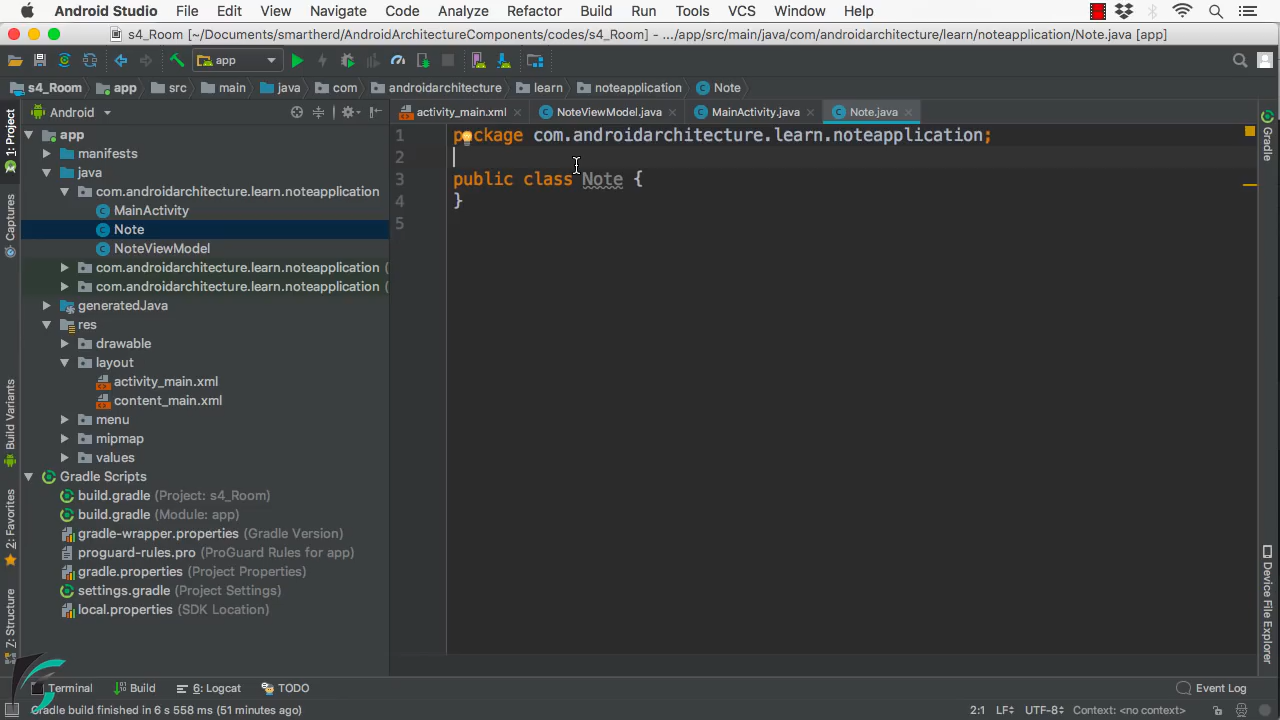 Android Studio File Edit View Navigate Code Analyze Refactor Build Run Tools VCS Window Help
s4_Room [~/Documents/smartherd/AndroidArchitectureComponents/codes/s4_Room] - .../app/src/main/java/com/androidarchitecture/learn/noteapplication/Note.java [app]
app
s4_Room app src main java com androidarchitecture learn noteapplication Note
1: Project
Captures
Build Variants
2: Favorites
7: Structure
Android
app
manifests
java
com.androidarchitecture.learn.noteapplication
MainActivity
Note
NoteViewModel
com.androidarchitecture.learn.noteapplication (
com.androidarchitecture.learn.noteapplication (
generatedJava
res
drawable
layout
activity_main.xml
content_main.xml
menu
mipmap
values
Gradle Scripts
build.gradle (Project: s4_Room)
build.gradle (Module: app)
gradle-wrapper.properties (Gradle Version)
proguard-rules.pro (ProGuard Rules for app)
gradle.properties (Project Properties)
settings.gradle (Project Settings)
local.properties (SDK Location)
activity_main.xml NoteViewModel.java MainActivity.java Note.java
1 package com.androidarchitecture.learn.noteapplication;
2
3 public class Note {
4 }
5
Gradle
Device File Explorer
Terminal Build 6: Logcat TODO Event Log
Gradle build finished in 6 s 558 ms (51 minutes ago) 2:1 LF UTF-8 Context: <no context>